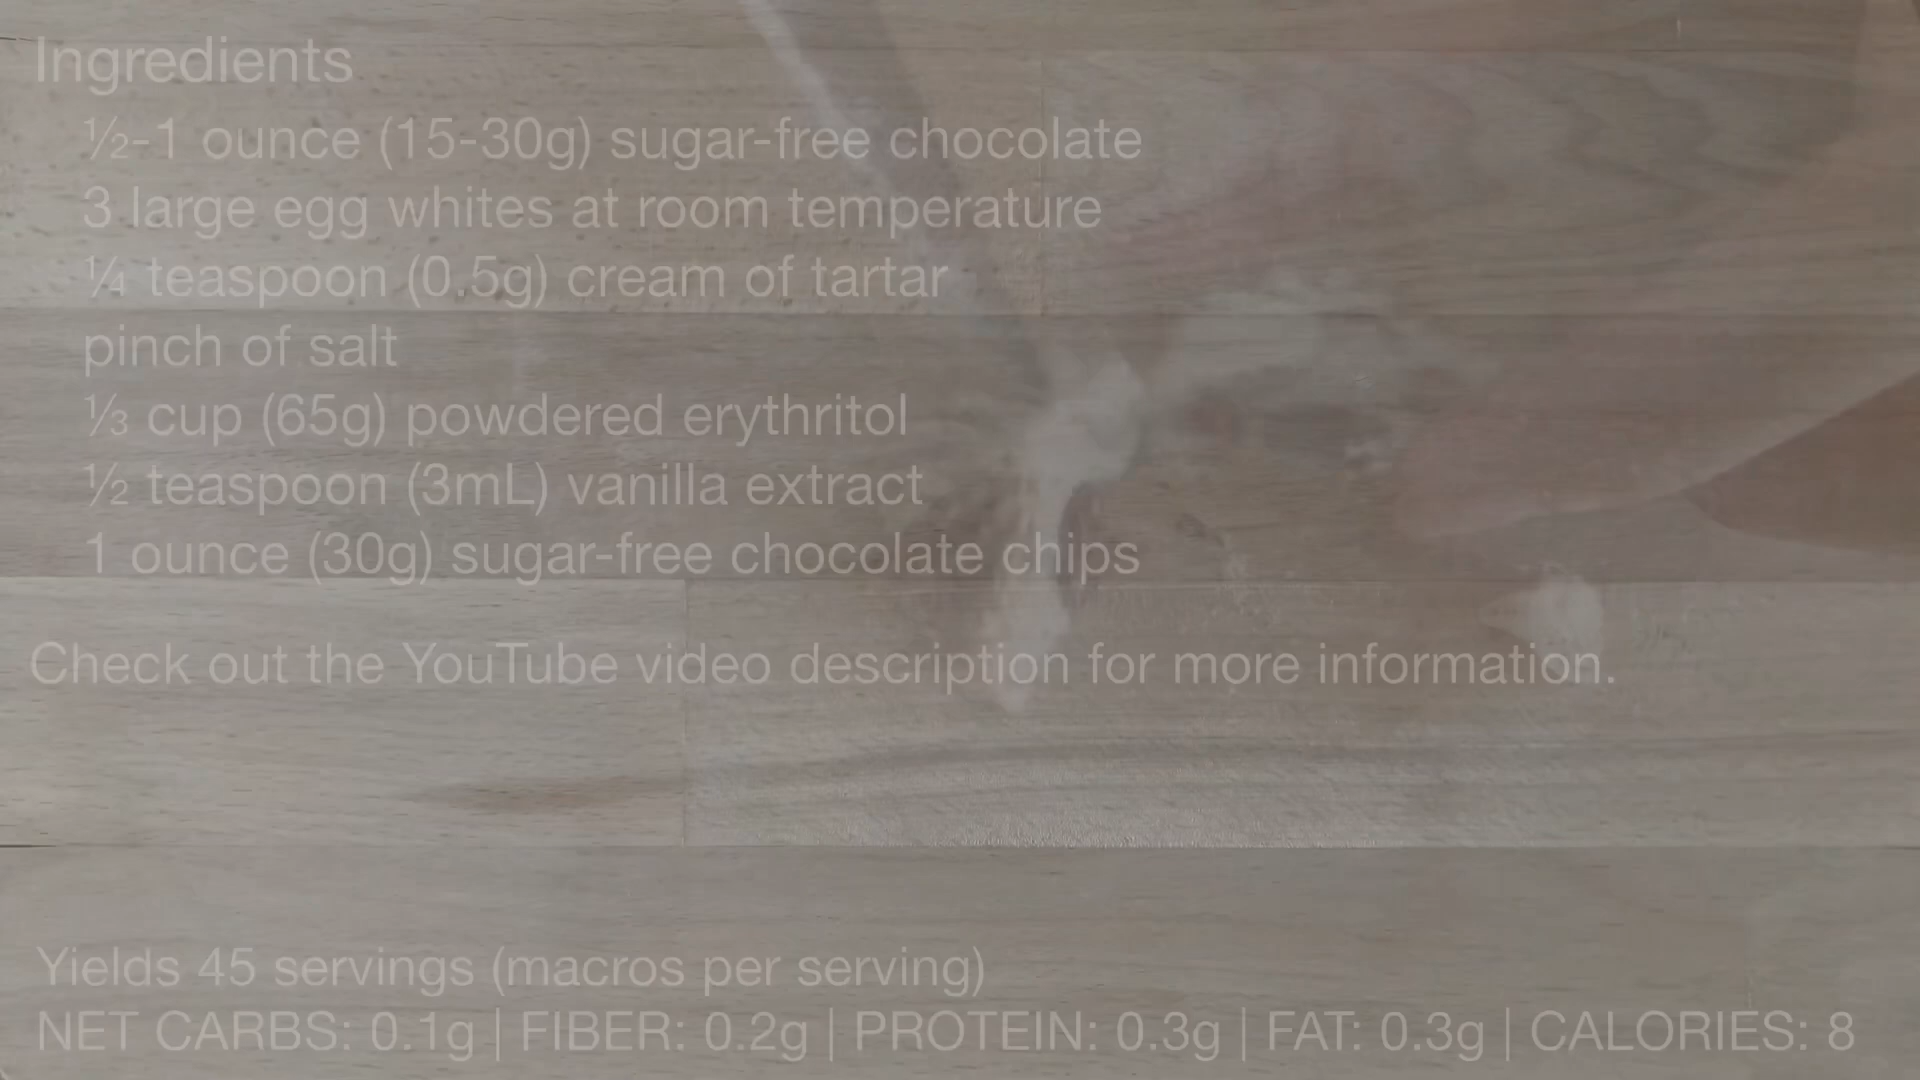 Ingredients
½-1 ounce (15-30g) sugar-free chocolate
3 large egg whites at room temperature
¼ teaspoon (0.5g) cream of tartar
pinch of salt
⅓ cup (65g) powdered erythritol
½ teaspoon (3mL) vanilla extract
1 ounce (30g) sugar-free chocolate chips
Check out the YouTube video description for more information.
Yields 45 servings (macros per serving)
NET CARBS: 0.1g | FIBER: 0.2g | PROTEIN: 0.3g | FAT: 0.3g | CALORIES: 8